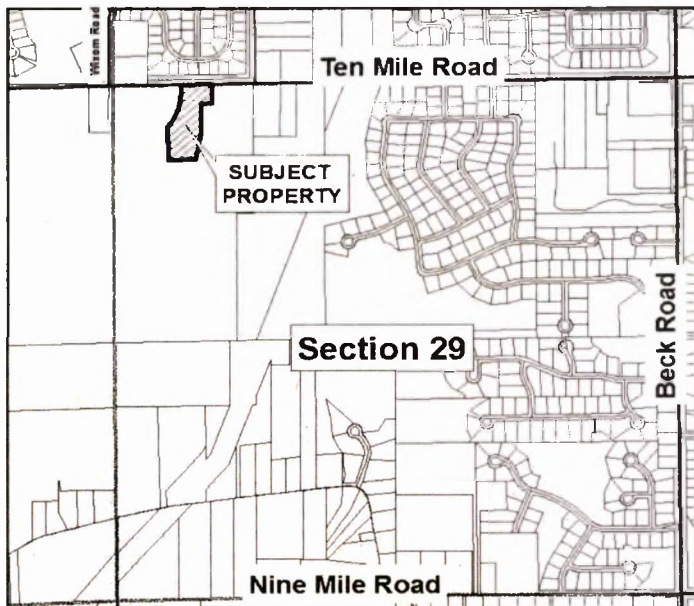 Wixom Road
Ten Mile Road
SUBJECT
PROPERTY
Section 29
Beck Road
Nine Mile Road